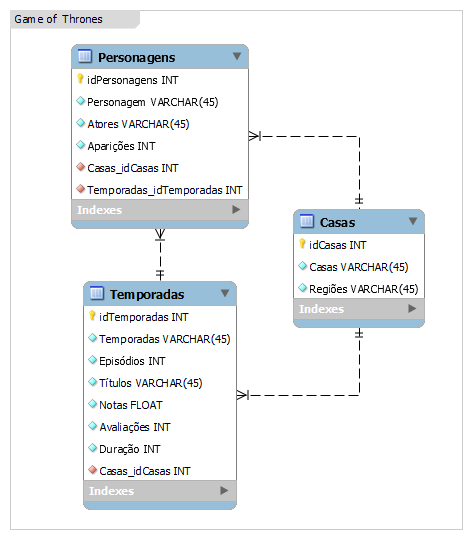 Game of Thrones
Personagens
idPersonagens INT
Personagem VARCHAR(45)
Atores VARCHAR(45)
Aparições INT
Casas_idCasas INT
Temporadas_idTemporadas INT
Indexes
Casas
idCasas INT
Casas VARCHAR(45)
Regiões VARCHAR(45)
Indexes
Temporadas
idTemporadas INT
Temporadas VARCHAR(45)
Episódios INT
Títulos VARCHAR(45)
Notas FLOAT
Avaliações INT
Duração INT
Casas_idCasas INT
Indexes